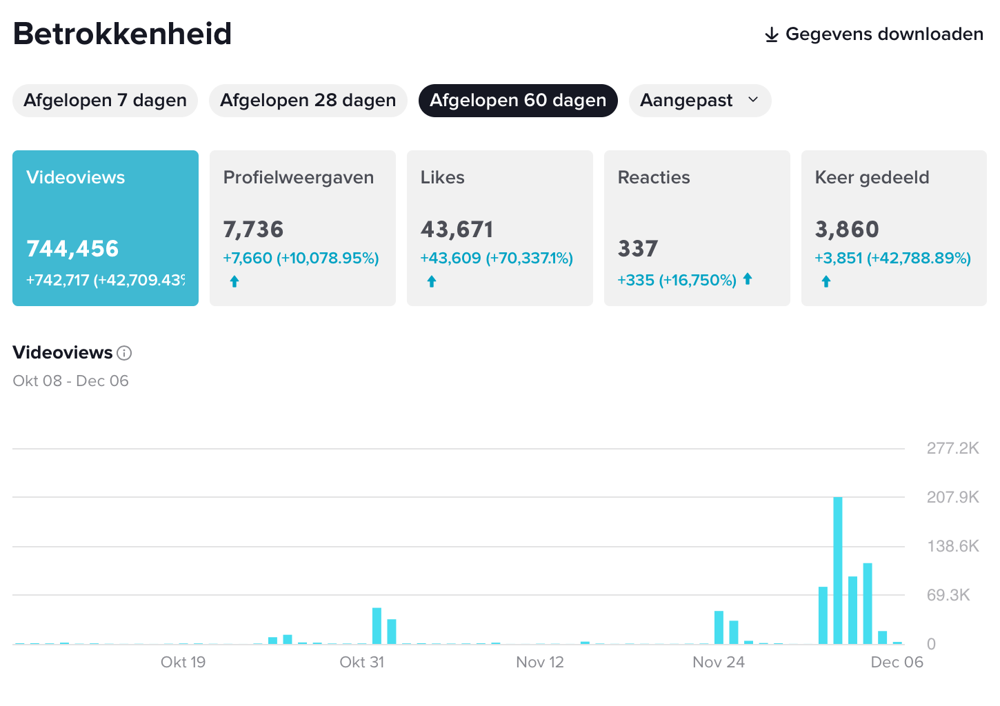 Betrokkenheid
Gegevens downloaden
Afgelopen 7 dagen
Afgelopen 28 dagen
Afgelopen 60 dagen
Aangepast
Videoviews
744,456
+742,717 (+42,709.43
Profielweergaven
7,736
+7,660 (+10,078.95%)
Likes
43,671
+43,609 (+70,337.1%)
Reacties
337
+335 (+16,750%)
Keer gedeeld
3,860
+3,851 (+42,788.89%)
Videoviews
Okt 08 - Dec 06
277.2K
207.9K
138.6K
69.3K
0
Okt 19
Okt 31
Nov 12
Nov 24
Dec 06